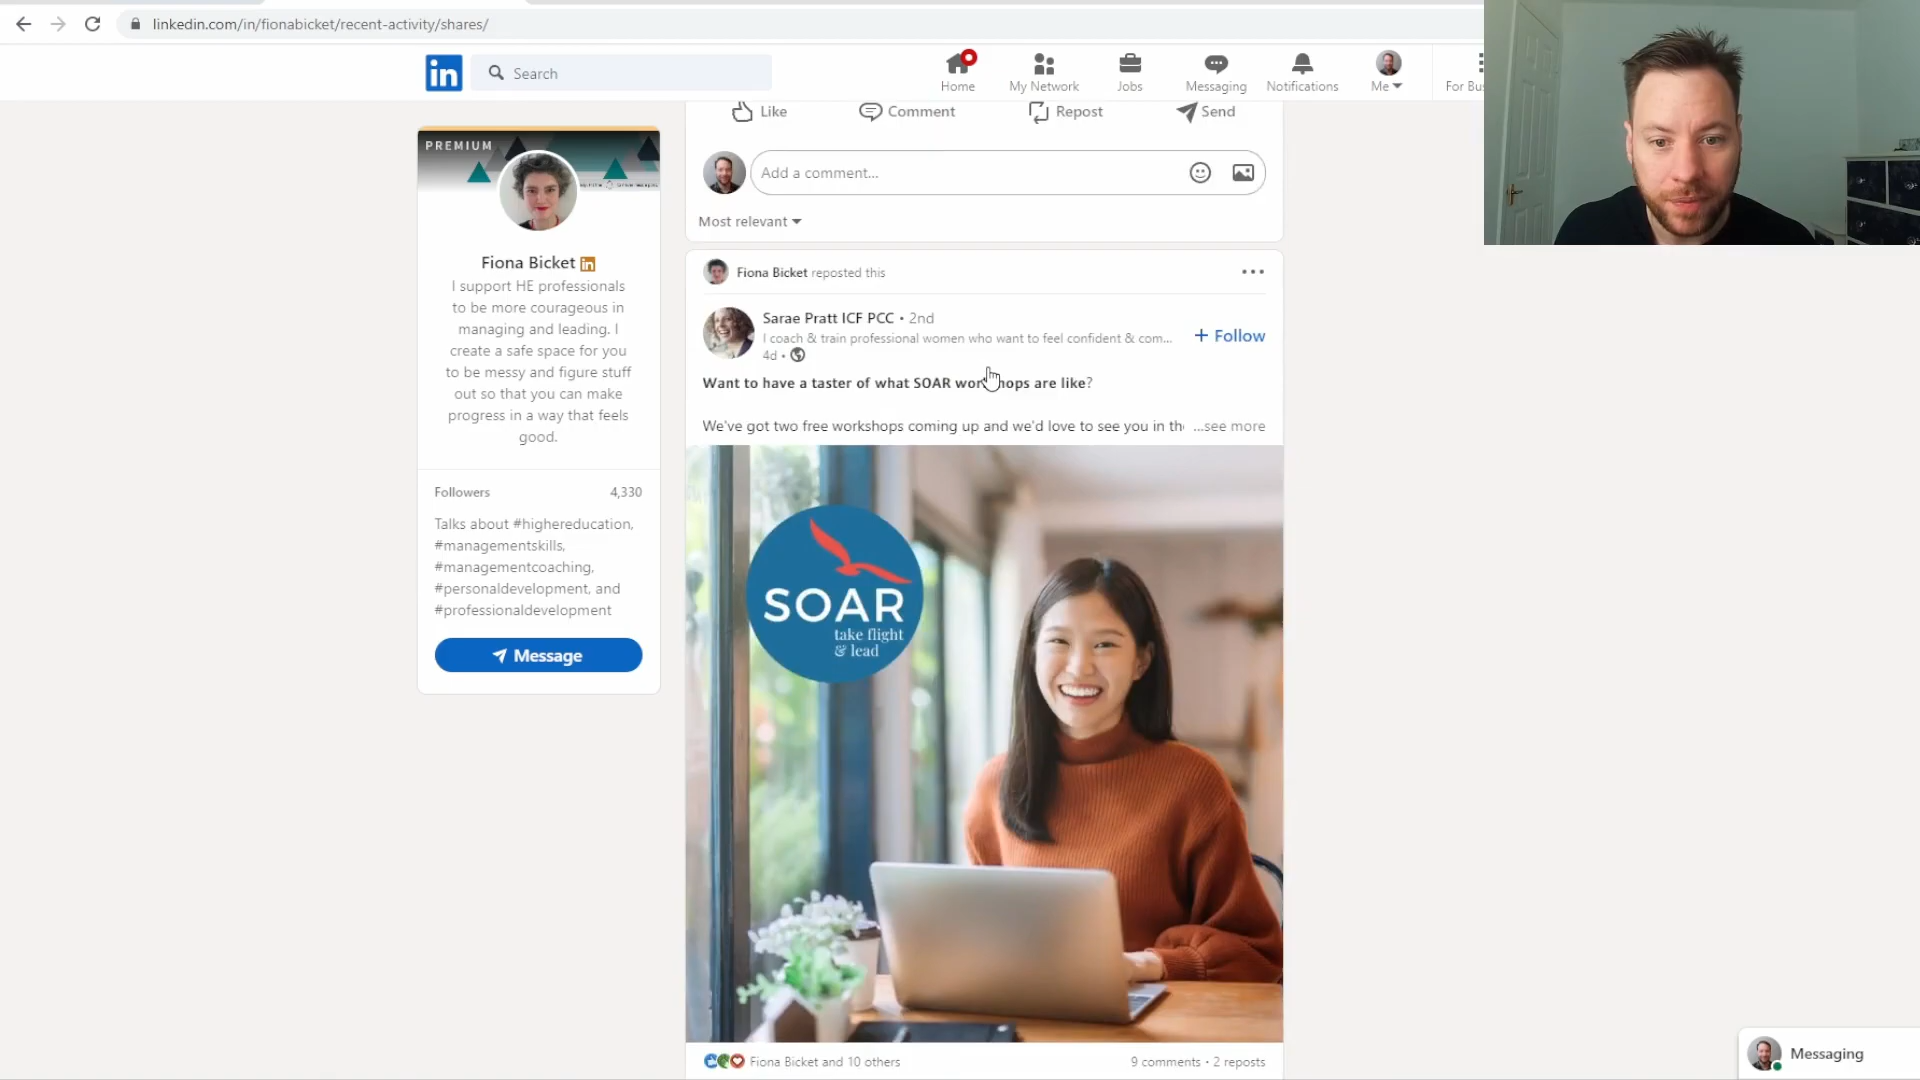 linkedin.com/in/fionabicket/recent-activity/shares/
in
Search
Home
My Network
Jobs
Messaging
Notifications
Me
For Bus
Like
Comment
Repost
Send
Add a comment...
Most relevant
PREMIUM
Fiona Bicket in
I support HE professionals
to be more courageous in
managing and leading. I
create a safe space for you
to be messy and figure stuff
out so that you can make
progress in a way that feels
good.
Followers 4,330
Talks about #highereducation,
#managementskills,
#managementcoaching,
#personaldevelopment, and
#professionaldevelopment
Message
Fiona Bicket reposted this
Sarae Pratt ICF PCC • 2nd
I coach & train professional women who want to feel confident & com...
4d •
+ Follow
Want to have a taster of what SOAR workshops are like?
We've got two free workshops coming up and we'd love to see you in th ...see more
SOAR
take flight
& lead
Fiona Bicket and 10 others
9 comments • 2 reposts
Messaging